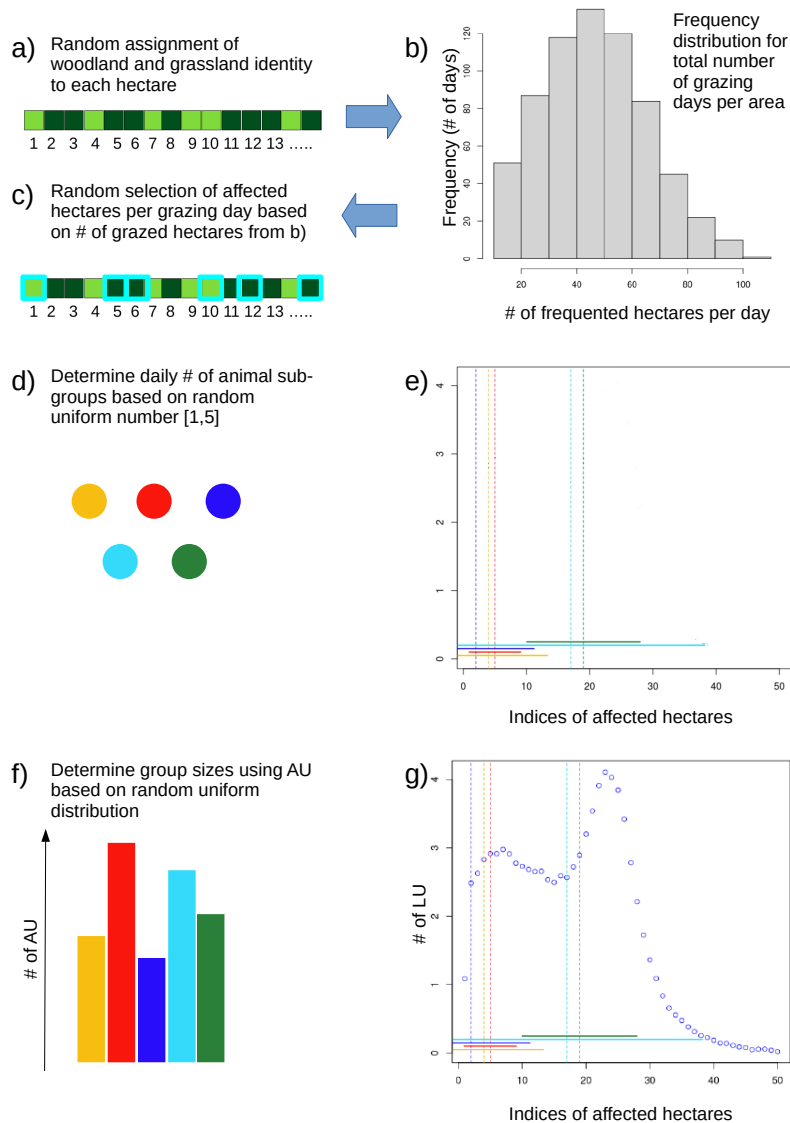 a) Random assignment of
woodland and grassland identity
to each hectare
1 2 3 4 5 6 7 8 9 10 11 12 13 …..
b)
Frequency
distribution for
total number
of grazing
days per area
Frequency (# of days)
0 20 40 60 80 100 120
20 40 60 80 100
# of frequented hectares per day
c) Random selection of affected
hectares per grazing day based
on # of grazed hectares from b)
1 2 3 4 5 6 7 8 9 10 11 12 13 …..
d) Determine daily # of animal sub-
groups based on random
uniform number [1,5]
e)
4
3
2
1
0
0 10 20 30 40 50
Indices of affected hectares
f) Determine group sizes using AU
based on random uniform
distribution
# of AU
g)
# of LU
4
3
2
1
0
0 10 20 30 40 50
Indices of affected hectares